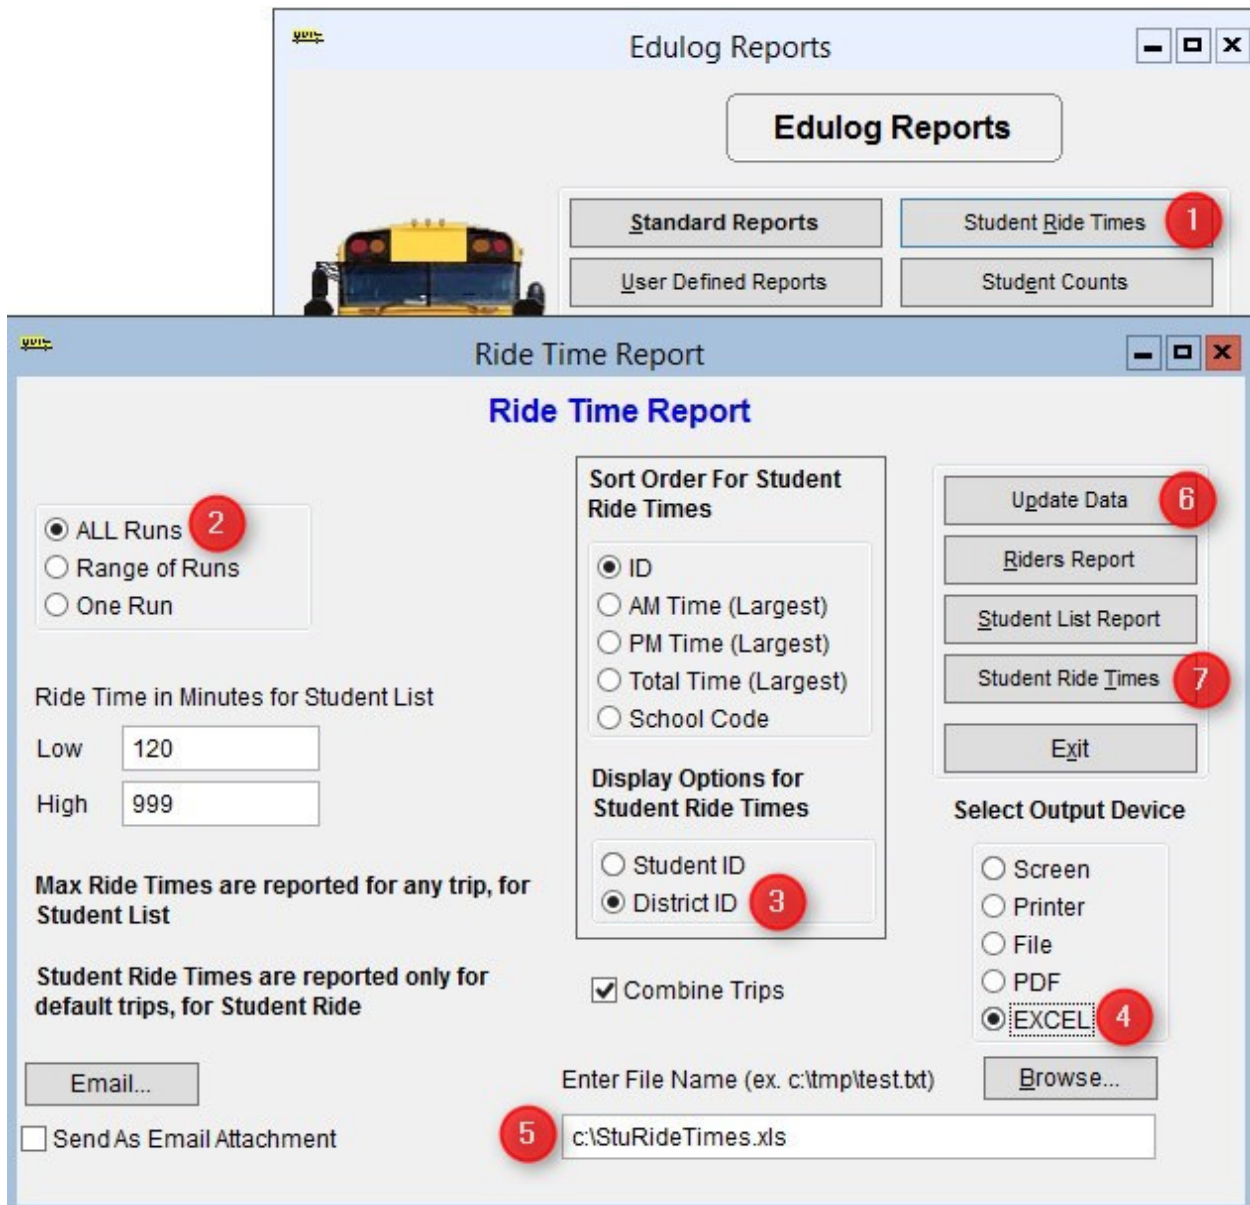 Edulog Reports
Edulog Reports
Standard Reports
Student Ride Times
1
User Defined Reports
Student Counts
Ride Time Report
Ride Time Report
ALL Runs
2
Range of Runs
One Run
Ride Time in Minutes for Student List
Low
120
High
999
Max Ride Times are reported for any trip, for
Student List
Student Ride Times are reported only for
default trips, for Student Ride
Email...
Send As Email Attachment
Sort Order For Student
Ride Times
ID
AM Time (Largest)
PM Time (Largest)
Total Time (Largest)
School Code
Display Options for
Student Ride Times
Student ID
District ID
3
Combine Trips
Update Data
6
Riders Report
Student List Report
Student Ride Times
7
Exit
Select Output Device
Screen
Printer
File
PDF
EXCEL
4
Enter File Name (ex. c:\tmp\test.txt)
Browse...
5
c:\StuRideTimes.xls